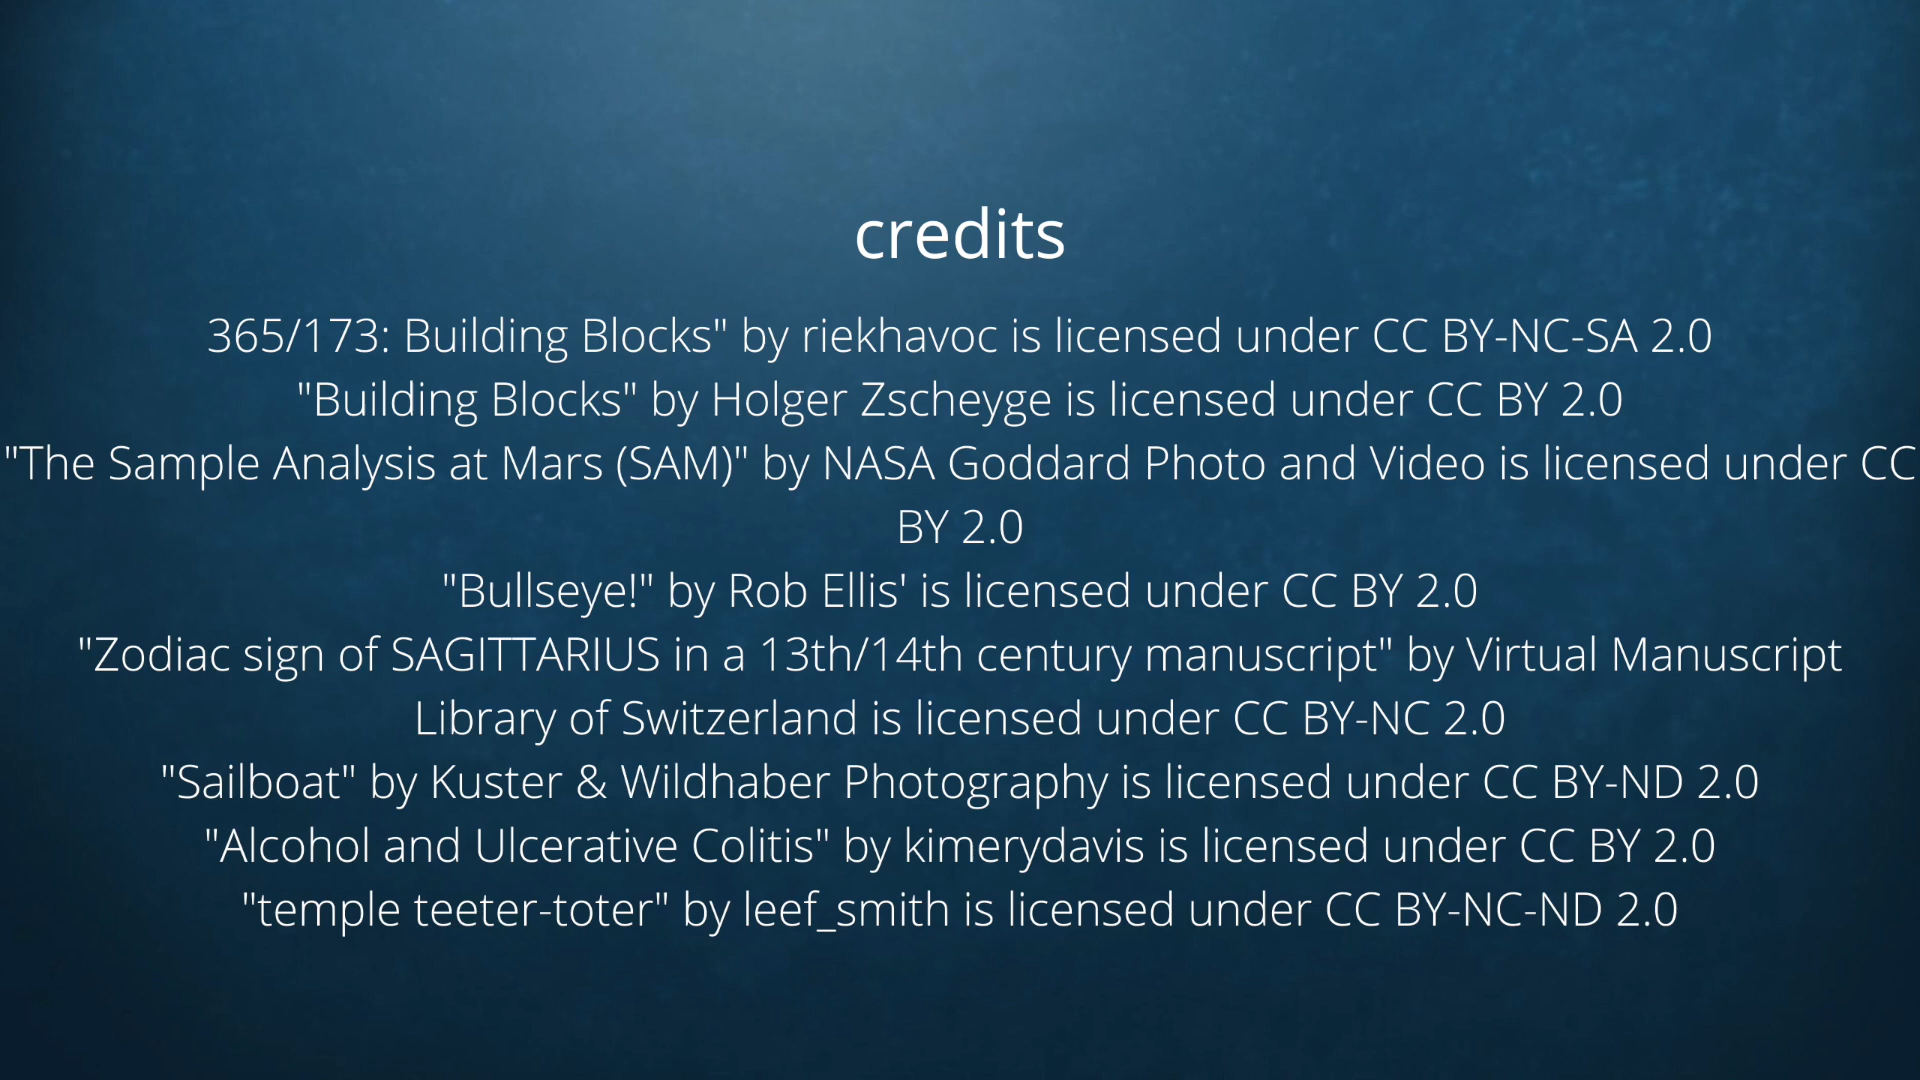 credits
365/173: Building Blocks" by riekhavoc is licensed under CC BY-NC-SA 2.0
"Building Blocks" by Holger Zscheyge is licensed under CC BY 2.0
"The Sample Analysis at Mars (SAM)" by NASA Goddard Photo and Video is licensed under CC
BY 2.0
"Bullseye!" by Rob Ellis' is licensed under CC BY 2.0
"Zodiac sign of SAGITTARIUS in a 13th/14th century manuscript" by Virtual Manuscript
Library of Switzerland is licensed under CC BY-NC 2.0
"Sailboat" by Kuster & Wildhaber Photography is licensed under CC BY-ND 2.0
"Alcohol and Ulcerative Colitis" by kimerydavis is licensed under CC BY 2.0
"temple teeter-toter" by leef_smith is licensed under CC BY-NC-ND 2.0